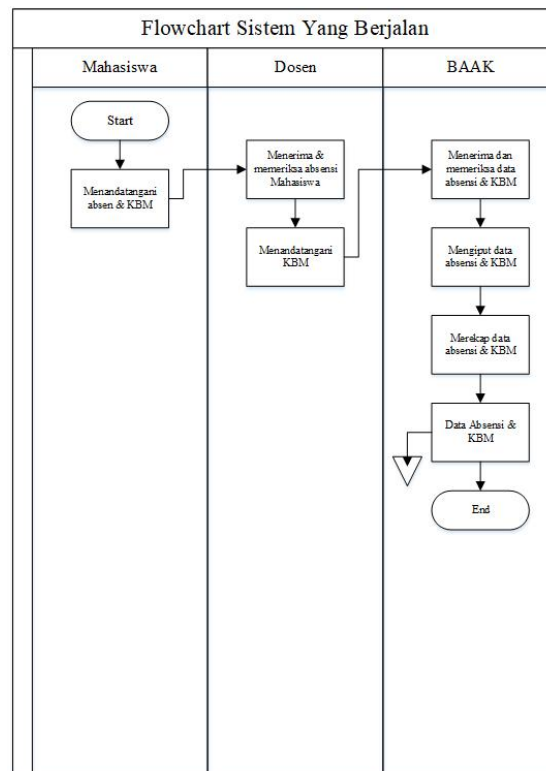 Flowchart Sistem Yang Berjalan
Mahasiswa
Dosen
BAAK
Start
Menandatangani
absen & KBM
Menerima &
memeriksa absensi
Mahasiswa
Menandatangani
KBM
Menerima dan
memeriksa data
absensi & KBM
Mengiput data
absensi & KBM
Merekap data
absensi & KBM
Data Absensi &
KBM
End